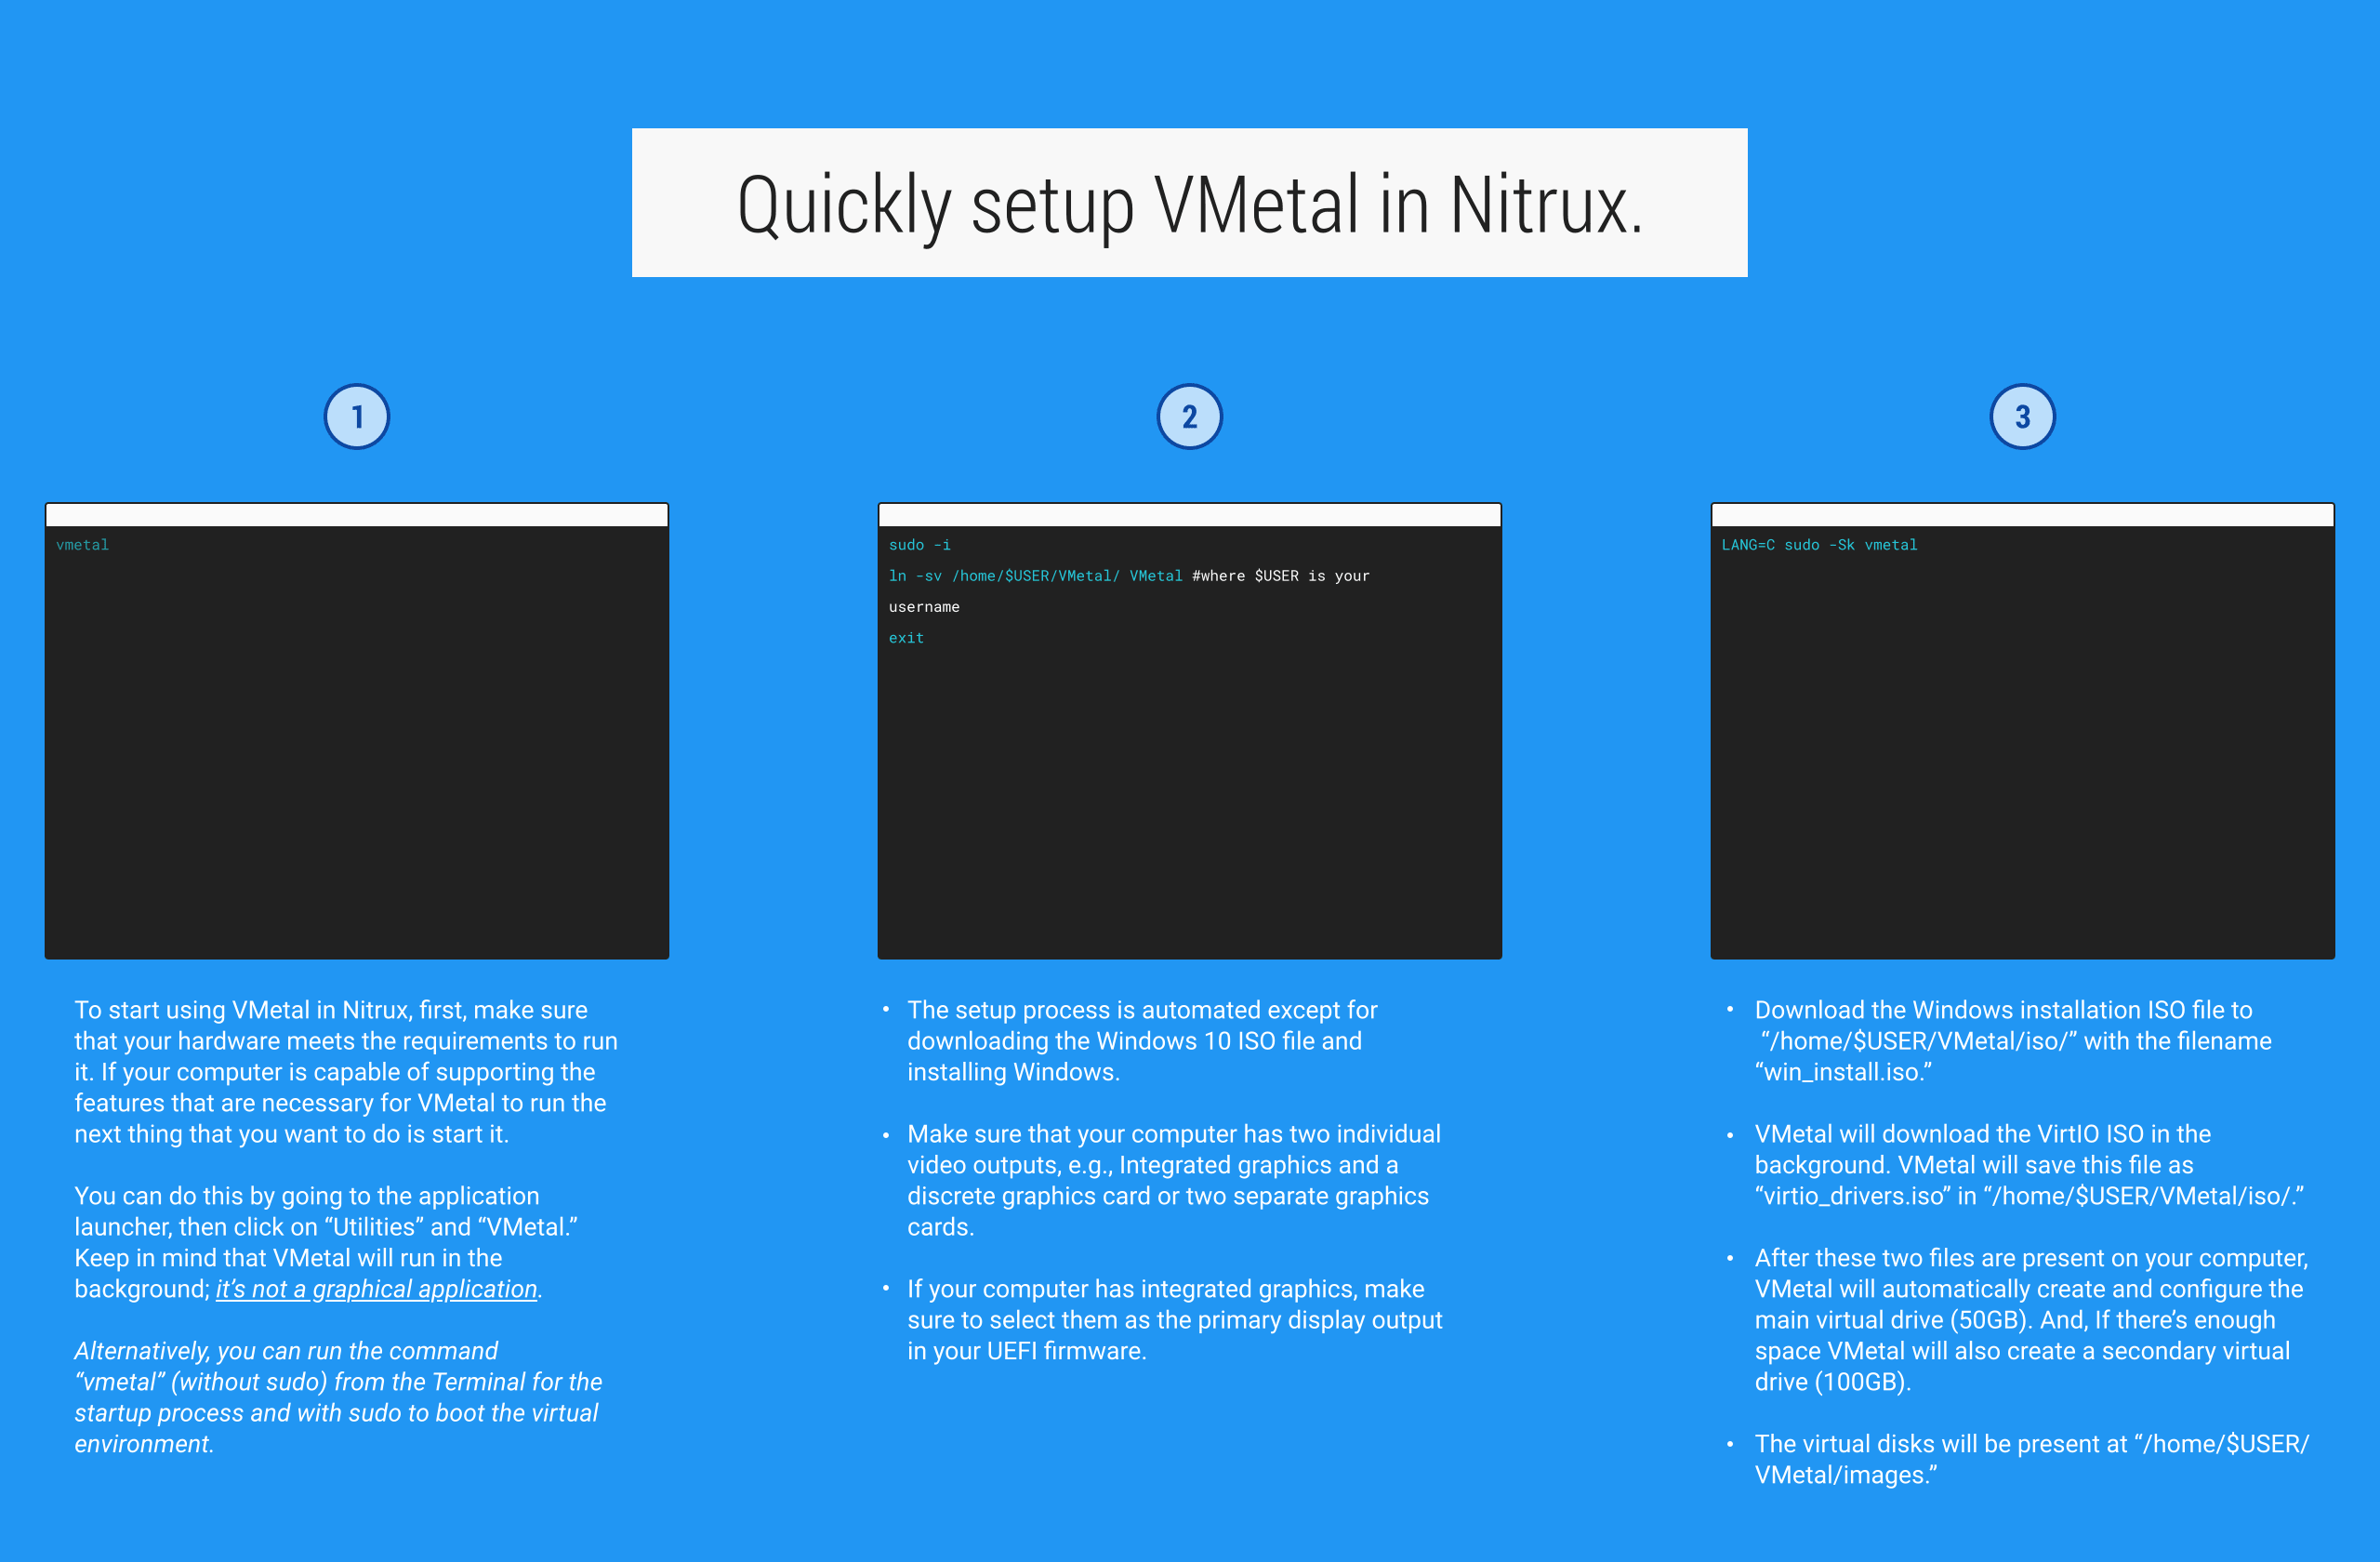 Quickly setup VMetal in Nitrux.
1
vmetal
To start using VMetal in Nitrux, first, make sure
that your hardware meets the requirements to run
it. If your computer is capable of supporting the
features that are necessary for VMetal to run the
next thing that you want to do is start it.
You can do this by going to the application
launcher, then click on “Utilities” and “VMetal.”
Keep in mind that VMetal will run in the
background; it’s not a graphical application.
Alternatively, you can run the command
“vmetal” (without sudo) from the Terminal for the
startup process and with sudo to boot the virtual
environment.
2
sudo -i
ln -sv /home/$USER/VMetal/ VMetal #where $USER is your
username
exit
• The setup process is automated except for
downloading the Windows 10 ISO file and
installing Windows.
• Make sure that your computer has two individual
video outputs, e.g., Integrated graphics and a
discrete graphics card or two separate graphics
cards.
• If your computer has integrated graphics, make
sure to select them as the primary display output
in your UEFI firmware.
3
LANG=C sudo -Sk vmetal
• Download the Windows installation ISO file to
“/home/$USER/VMetal/iso/” with the filename
“win_install.iso.”
• VMetal will download the VirtIO ISO in the
background. VMetal will save this file as
“virtio_drivers.iso” in “/home/$USER/VMetal/iso/.”
• After these two files are present on your computer,
VMetal will automatically create and configure the
main virtual drive (50GB). And, If there’s enough
space VMetal will also create a secondary virtual
drive (100GB).
• The virtual disks will be present at “/home/$USER/
VMetal/images.”